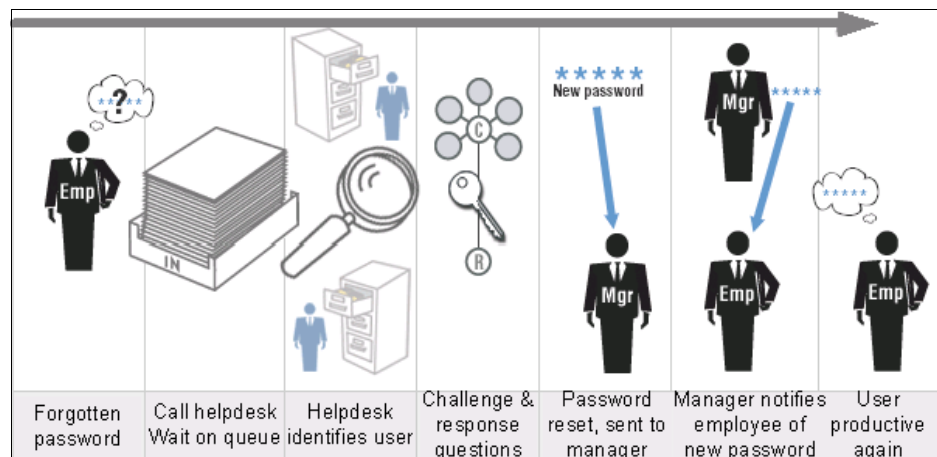 **?**
Emp
IN
C
R
*****
New password
Mgr
Mgr
*****
Emp
*****
Emp
Forgotten
password
Call helpdesk
Wait on queue
Helpdesk
identifies user
Challenge &
response
questions
Password
reset, sent to
manager
Manager notifies
employee of
new password
User
productive
again